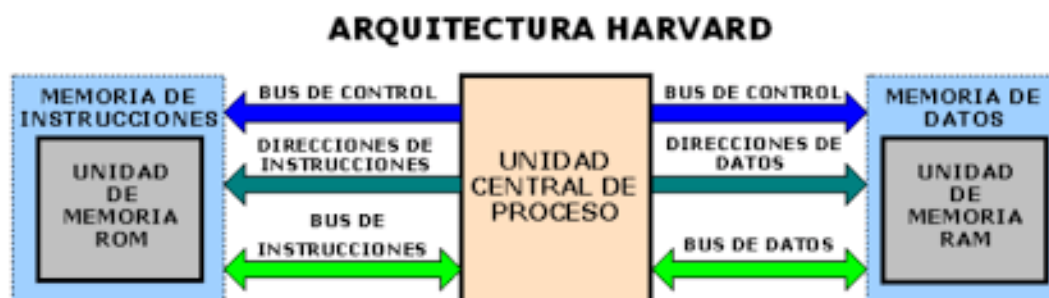 ARQUITECTURA HARVARD
MEMORIA DE
INSTRUCCIONES
UNIDAD
DE
MEMORIA
ROM
BUS DE CONTROL
DIRECCIONES DE
INSTRUCCIONES
BUS DE
INSTRUCCIONES
UNIDAD
CENTRAL DE
PROCESO
BUS DE CONTROL
DIRECCIONES DE
DATOS
BUS DE DATOS
MEMORIA DE
DATOS
UNIDAD
DE
MEMORIA
RAM